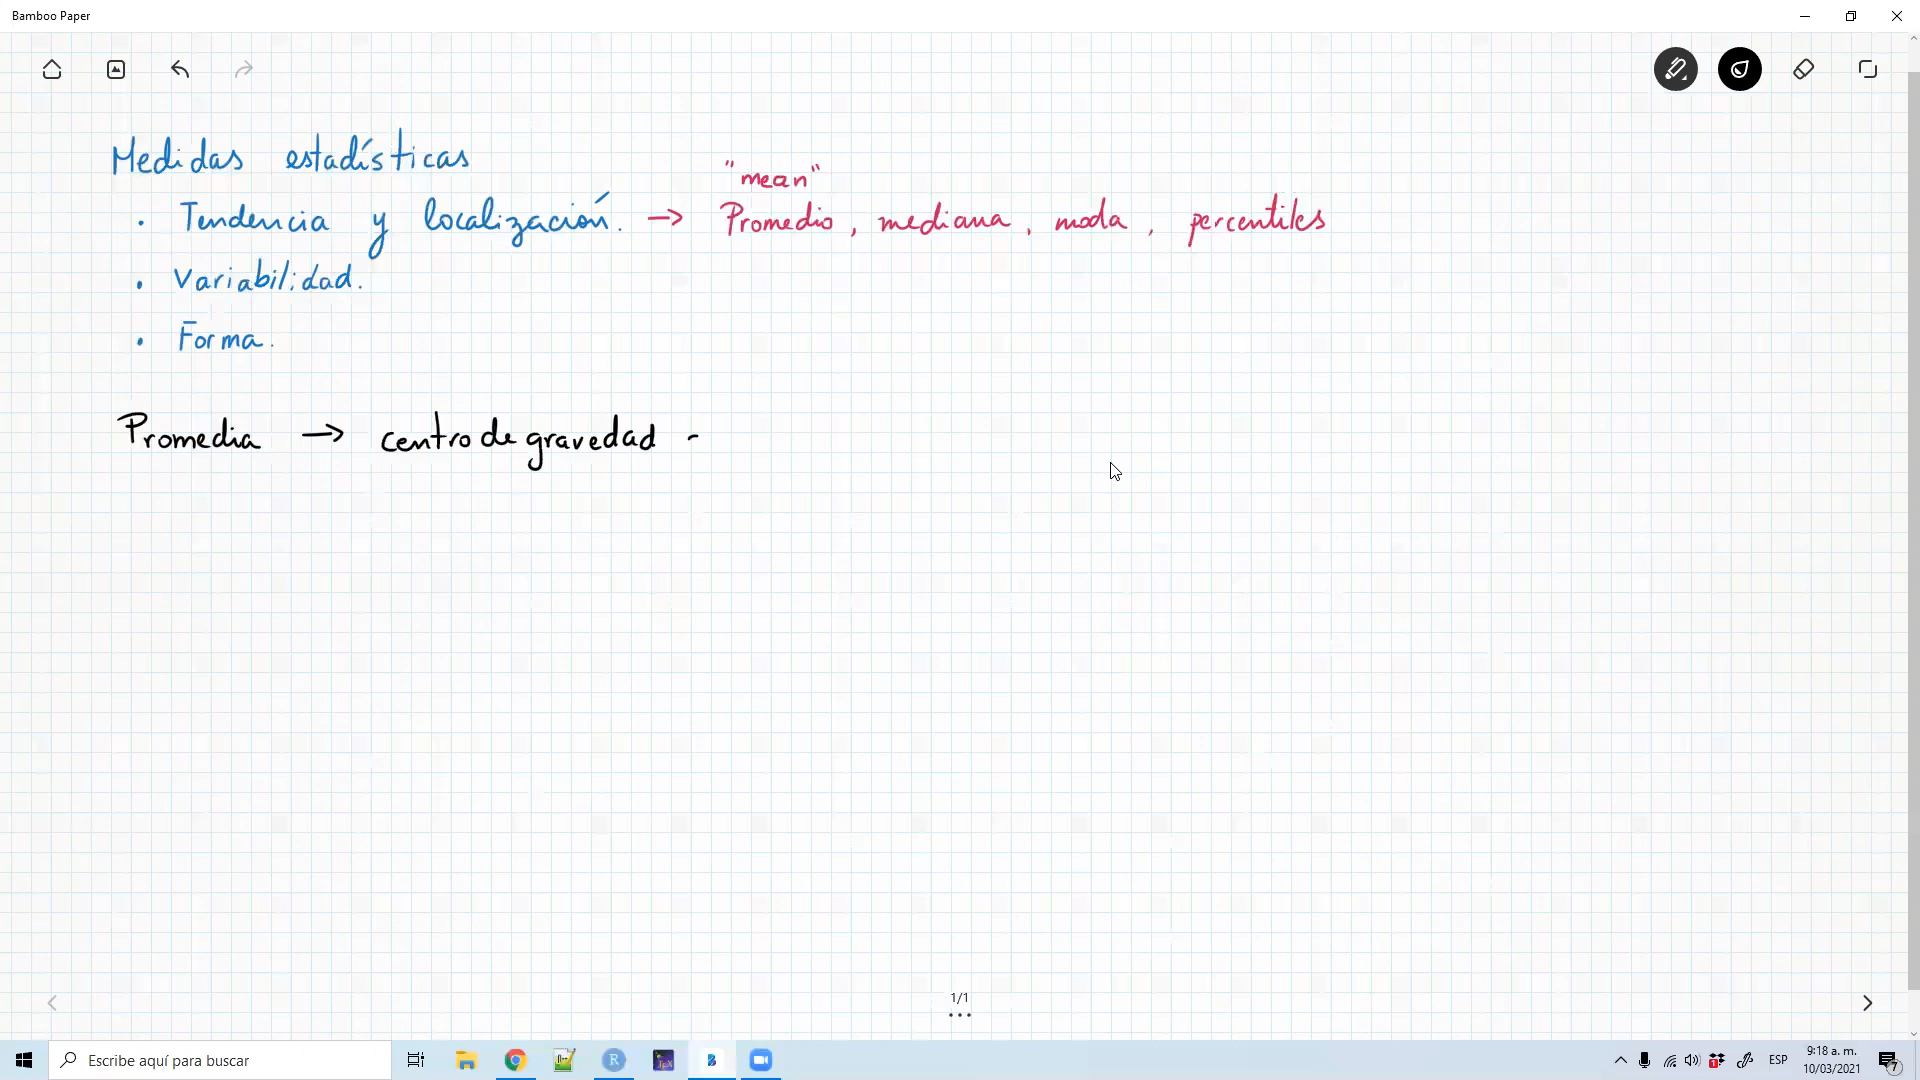 Bamboo Paper
Medidas estadísticas
"mean"
· Tendencia y localización. → Promedio, mediana, moda, percentiles
· Variabilidad.
· Forma.
Promedia → centro de gravedad -
1/1
Escribe aquí para buscar
ESP
9:18 a. m.
10/03/2021